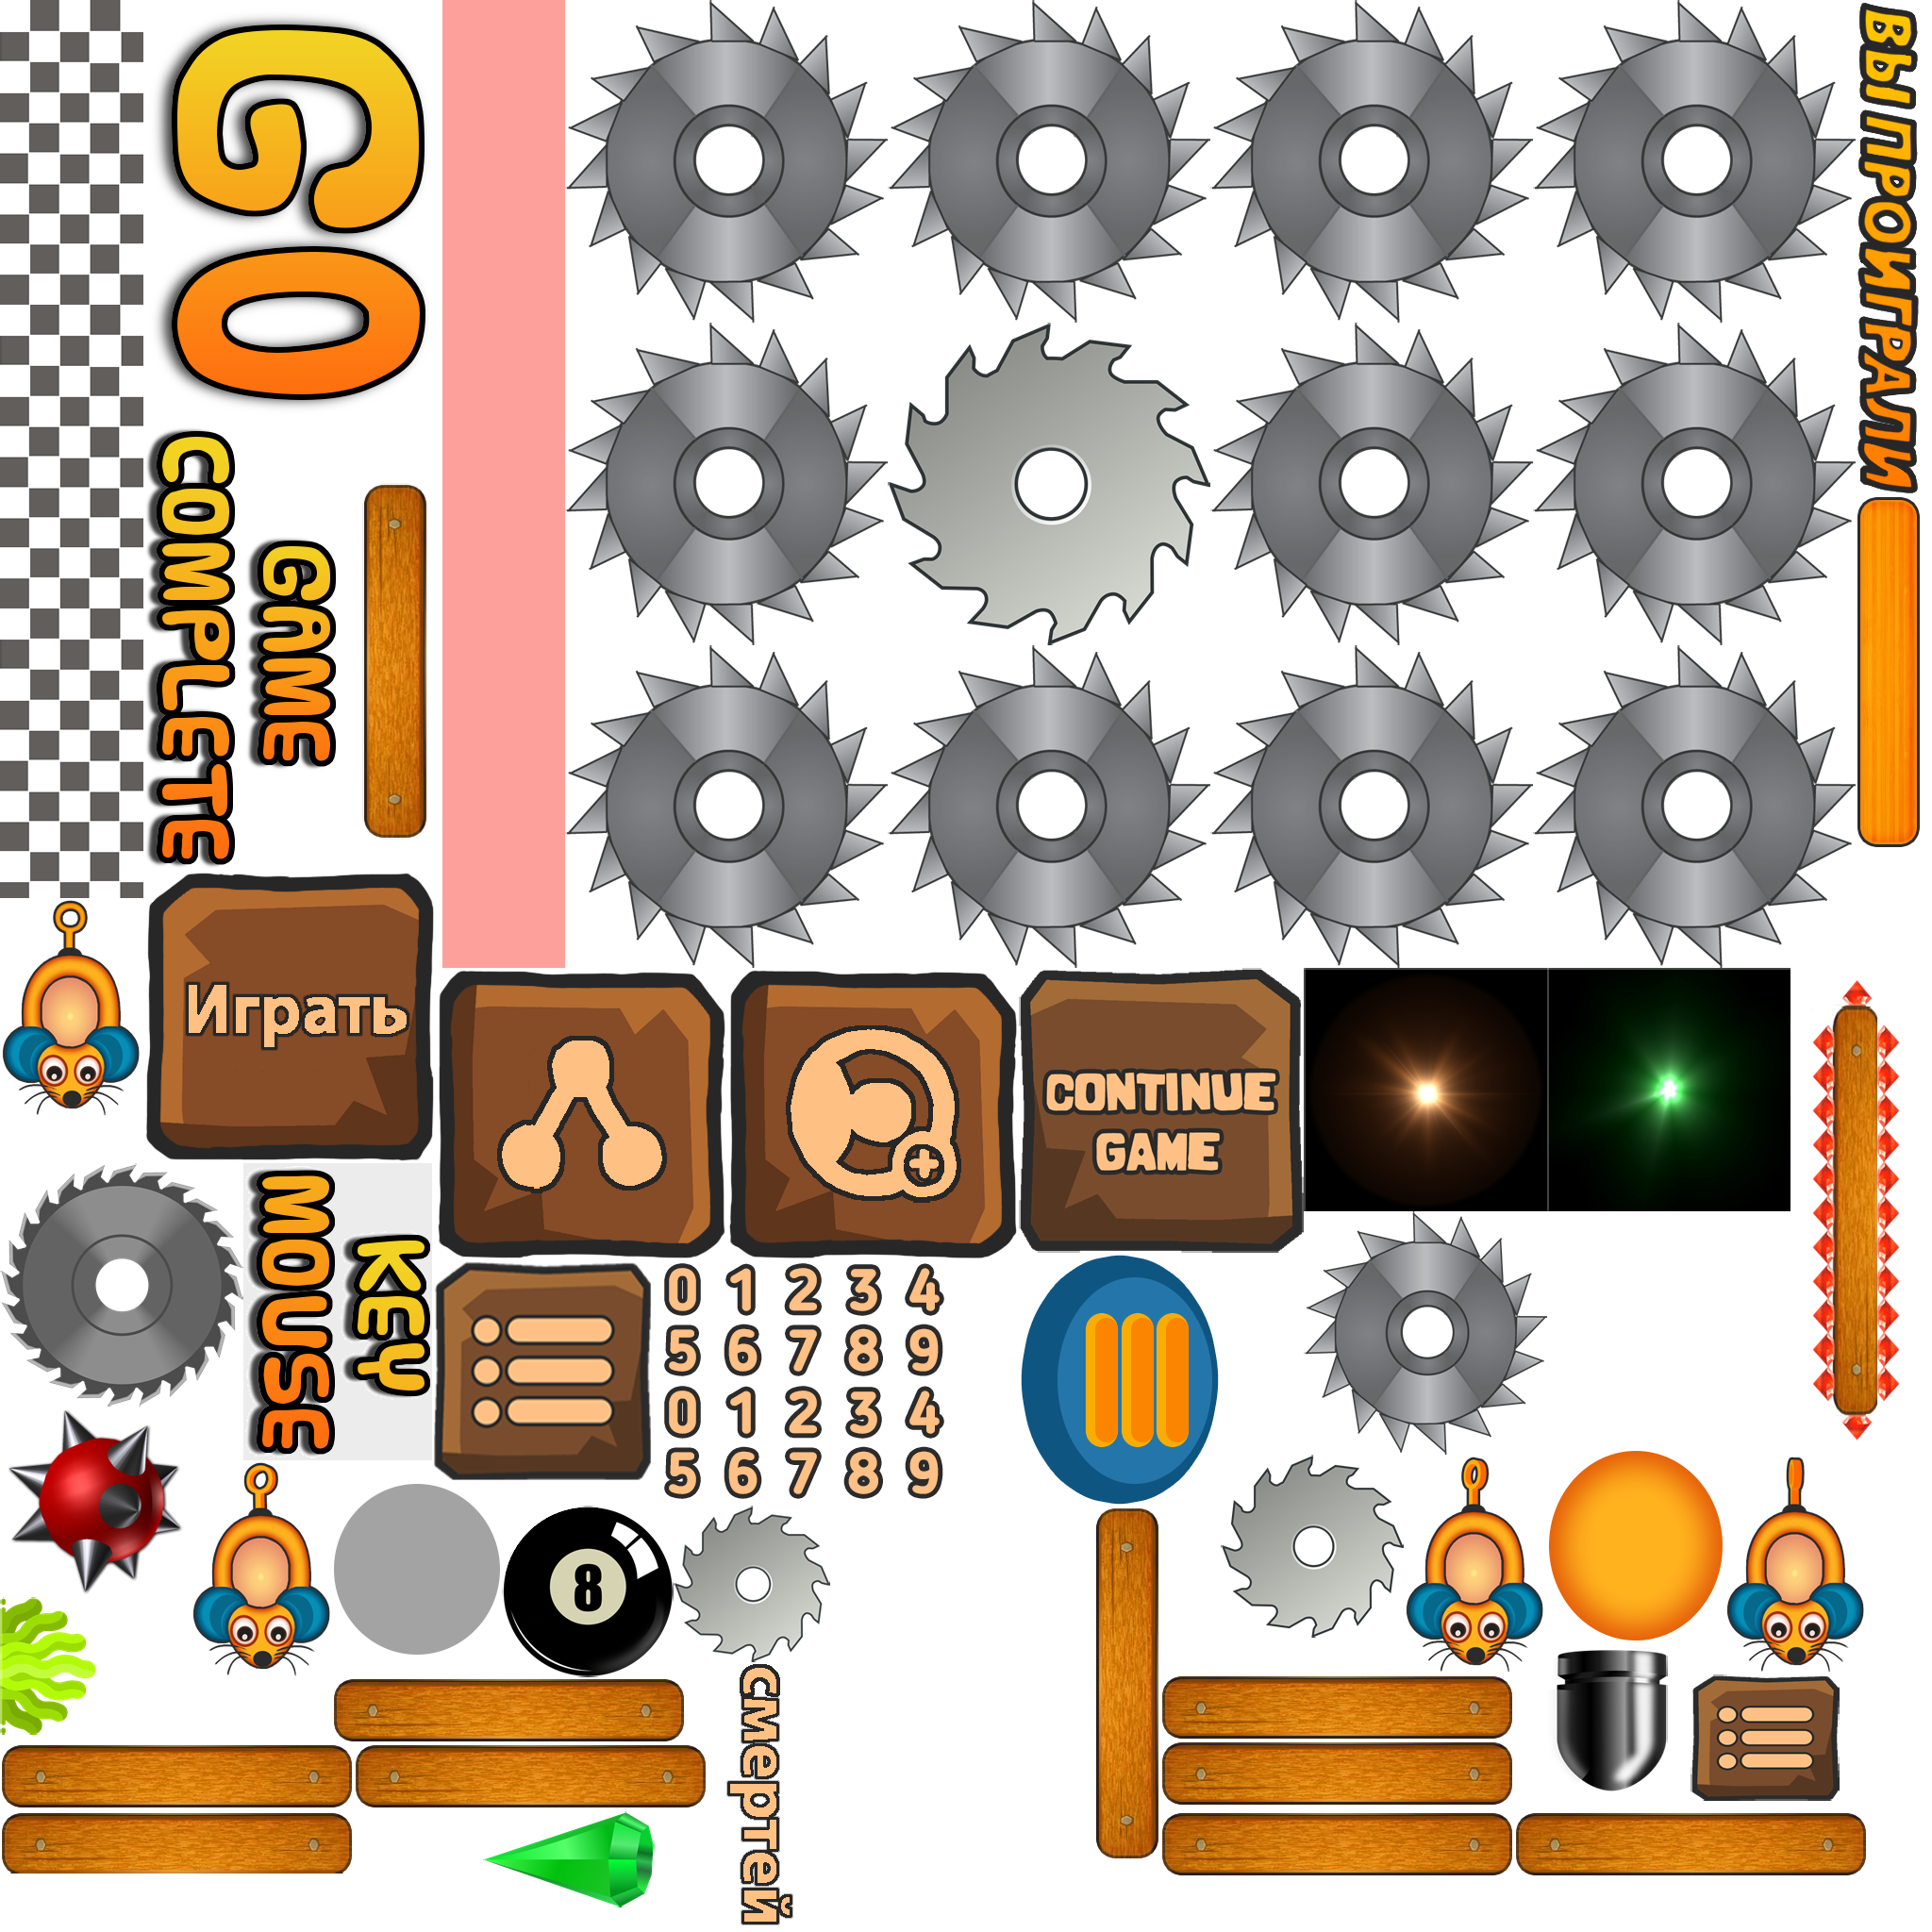 GO
ВЫ ПРОИГРАЛИ
GAME
COMPLETE
Играть
CONTINUE
GAME
KEY
MOUSE
0 1 2 3 4
5 6 7 8 9
0 1 2 3 4
5 6 7 8 9
8
смертей